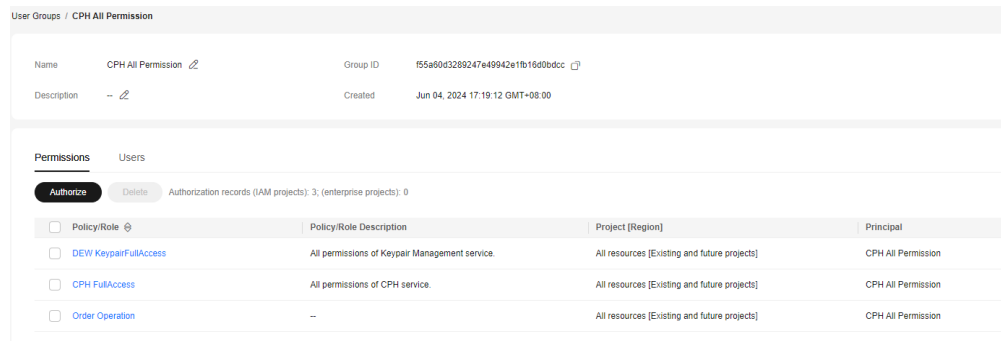 User Groups / CPH All Permission
Name CPH All Permission Group ID f55a60d3289247e49942e1fb16d0bdcc
Description -- Created Jun 04, 2024 17:19:12 GMT+08:00
Permissions Users
Authorize Delete Authorization records (IAM projects): 3; (enterprise projects): 0
Policy/Role Policy/Role Description Project [Region] Principal
DEW KeypairFullAccess All permissions of Keypair Management service. All resources [Existing and future projects] CPH All Permission
CPH FullAccess All permissions of CPH service. All resources [Existing and future projects] CPH All Permission
Order Operation -- All resources [Existing and future projects] CPH All Permission